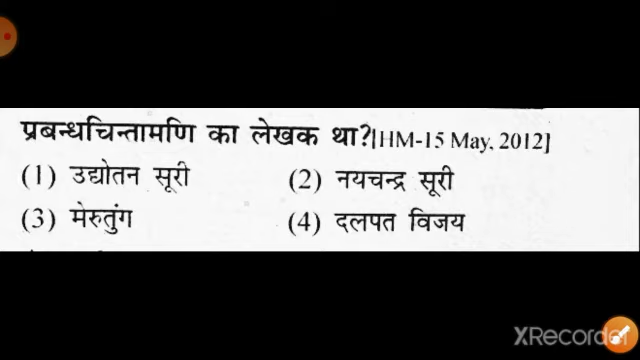 प्रबन्धचिन्तामणि का लेखक था?[HM-15 May, 2012]
(1) उद्योतन सूरी (2) नयचन्द्र सूरी
(3) मेरुतुंग (4) दलपत विजय
XRecorder